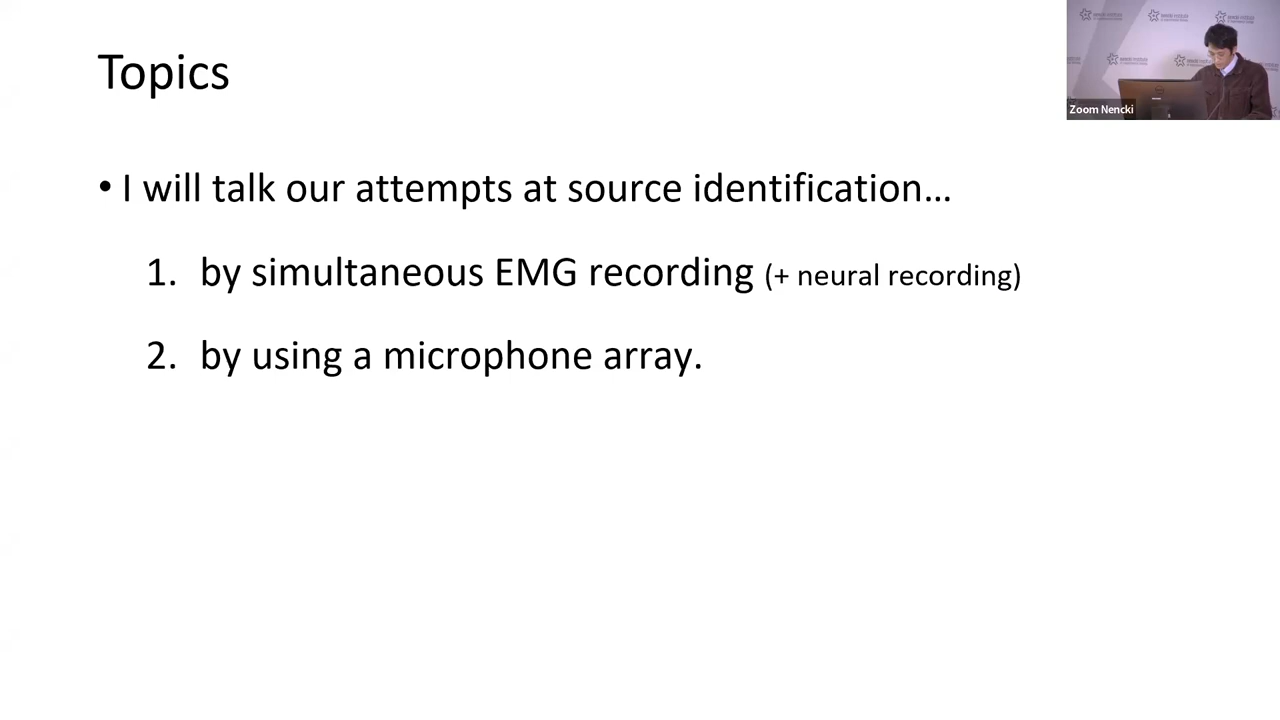 Topics
• I will talk our attempts at source identification…
1. by simultaneous EMG recording (+ neural recording)
2. by using a microphone array.
Zoom Nencki